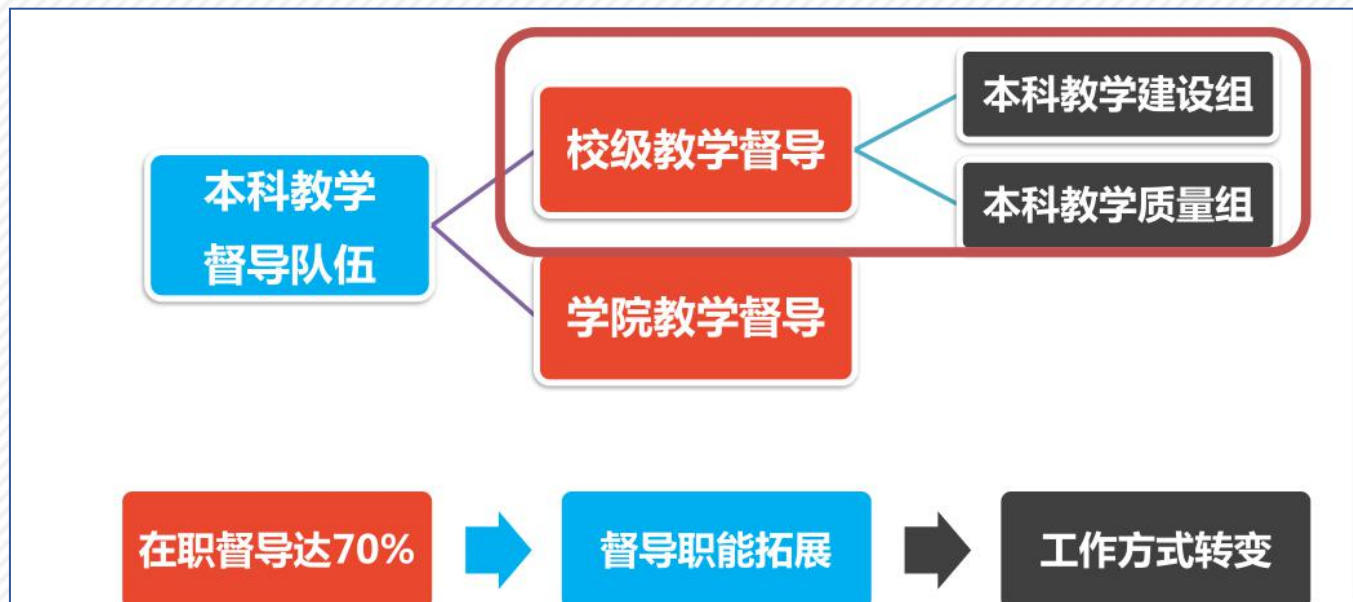 本科教学
督导队伍
校级教学督导
学院教学督导
本科教学建设组
本科教学质量组
在职督导达70%
督导职能拓展
工作方式转变